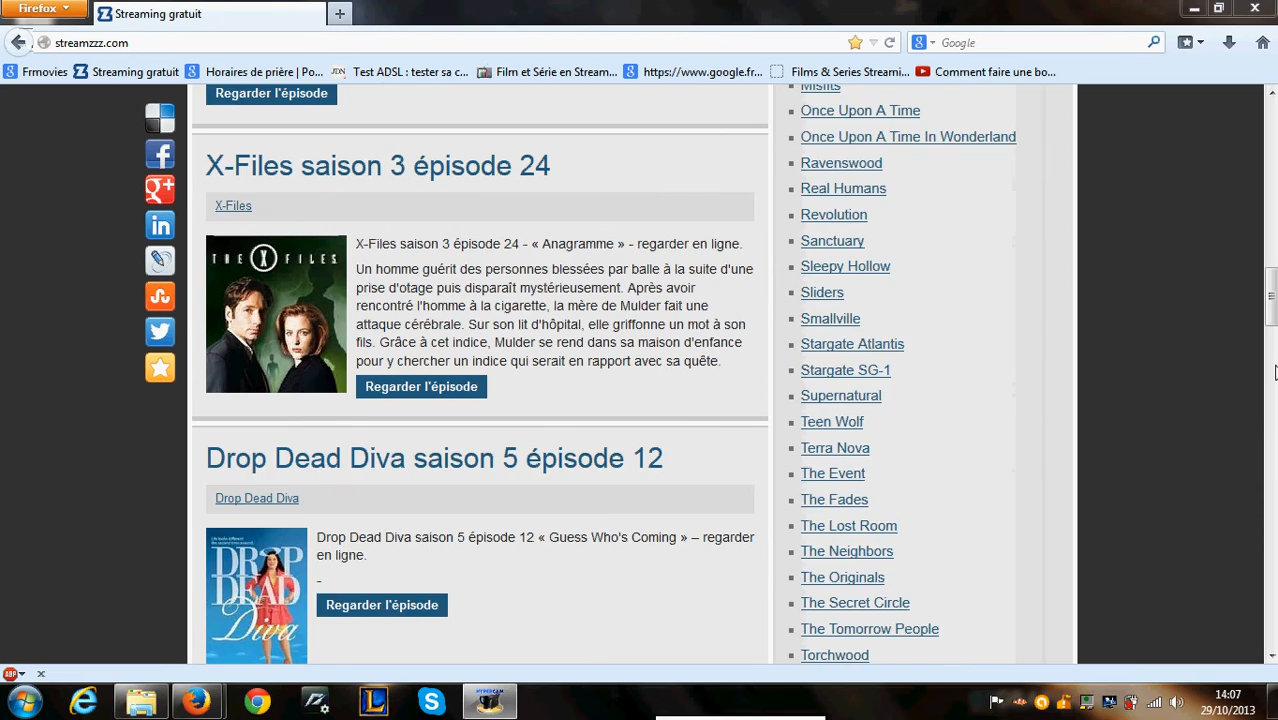 Firefox
Streaming gratuit
streamzzz.com
Google
Frmovies
Streaming gratuit
Horaires de prière | Po...
Test ADSL : tester sa c...
Film et Série en Stream...
https://www.google.fr...
Films & Series Streami...
Comment faire une bo...
Regarder l'épisode
X-Files saison 3 épisode 24
X-Files
THE X FILES
X-Files saison 3 épisode 24 - « Anagramme » - regarder en ligne.
Un homme guérit des personnes blessées par balle à la suite d'une
prise d'otage puis disparaît mystérieusement. Après avoir
rencontré l'homme à la cigarette, la mère de Mulder fait une
attaque cérébrale. Sur son lit d'hôpital, elle griffonne un mot à son
fils. Grâce à cet indice, Mulder se rend dans sa maison d'enfance
pour y chercher un indice qui serait en rapport avec sa quête.
Regarder l'épisode
Drop Dead Diva saison 5 épisode 12
Drop Dead Diva
DROP
DEAD
Diva
Drop Dead Diva saison 5 épisode 12 « Guess Who's Coming » – regarder
en ligne.
-
Regarder l'épisode
Misfits
Once Upon A Time
Once Upon A Time In Wonderland
Ravenswood
Real Humans
Revolution
Sanctuary
Sleepy Hollow
Sliders
Smallville
Stargate Atlantis
Stargate SG-1
Supernatural
Teen Wolf
Terra Nova
The Event
The Fades
The Lost Room
The Neighbors
The Originals
The Secret Circle
The Tomorrow People
Torchwood
ABP
HYPERCAM
14:07
29/10/2013